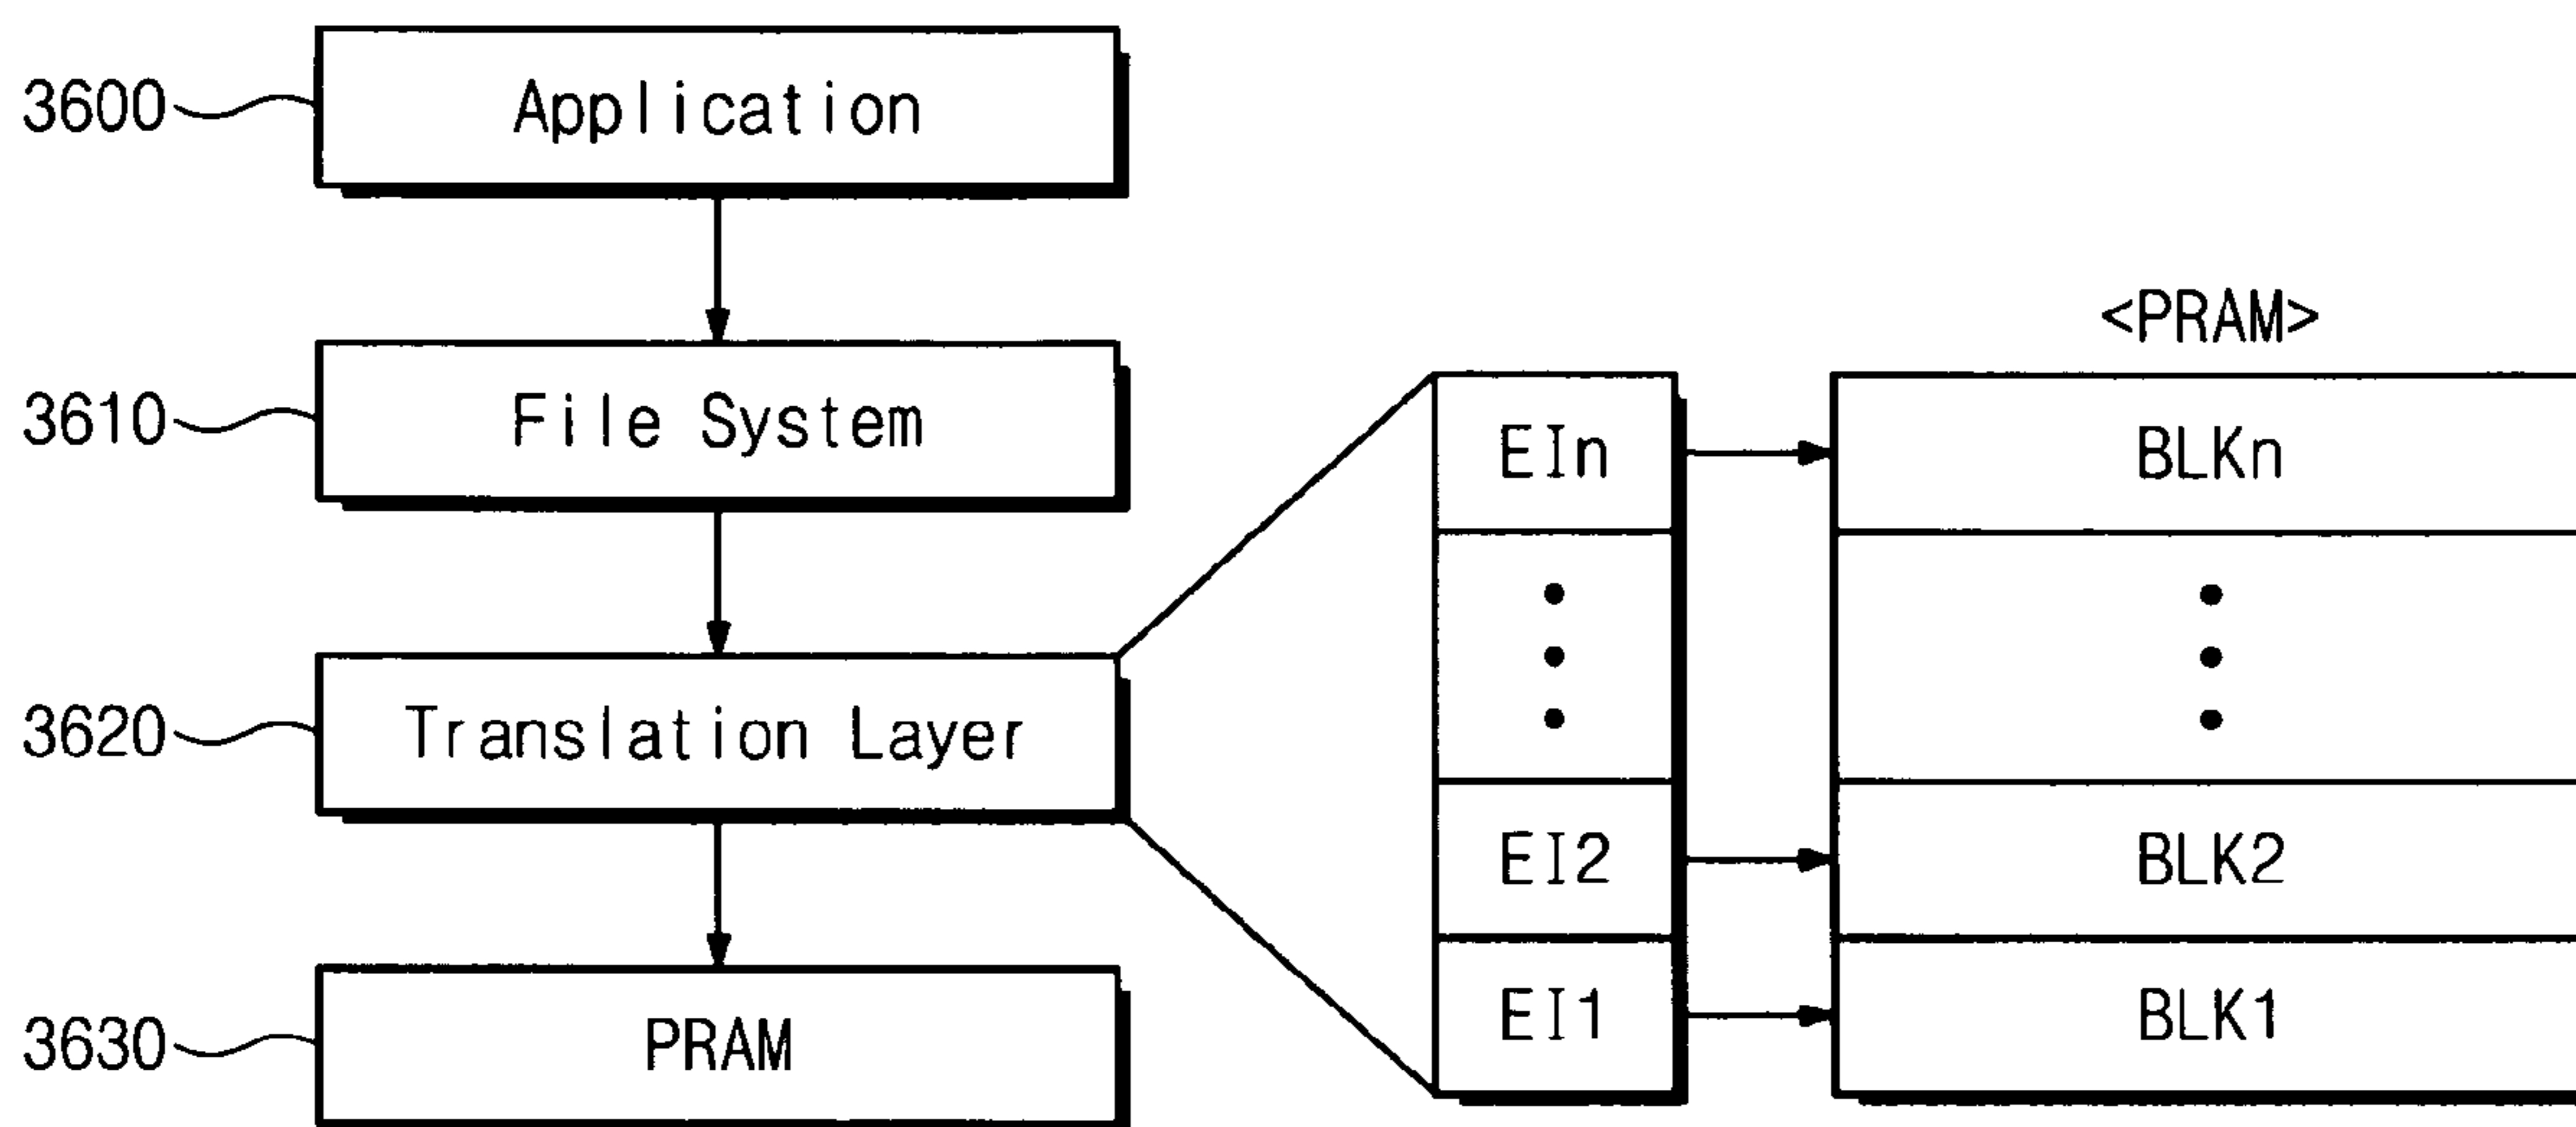 3600 Application
3610 File System
3620 Translation Layer
3630 PRAM
<PRAM>
EIn BLKn
EI2 BLK2
EI1 BLK1